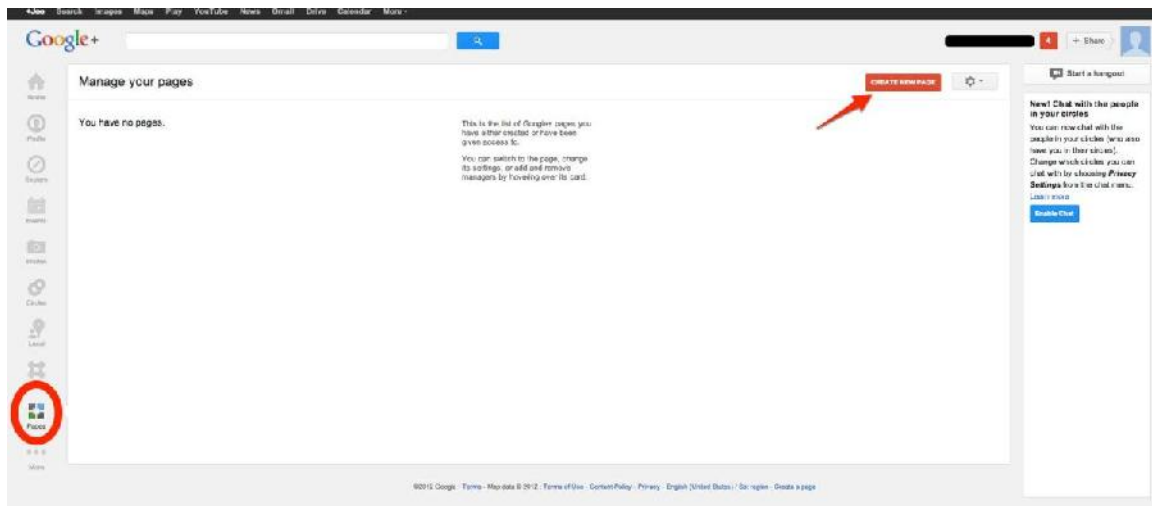 +Joe Search Images Maps Play YouTube News Gmail Drive Calendar More
Google+
4
+ Share
Home
Manage your pages
CREATE NEW PAGE
Start a hangout
Profile
You have no pages.
This is the list of Google+ pages you
have either created or have been
given access to.
You can switch to the page, change
its settings, or add and remove
managers by hovering over its card.
New! Chat with the people
in your circles
You can now chat with the
people in your circles (who also
have you in their circles).
Change which circles you can
chat with by choosing Privacy
Settings from the chat menu.
Learn more
Enable Chat
Explore
Events
Photos
Circles
Local
Pages
More
©2012 Google - Terms - Map data © 2012 - Terms of Use - Content Policy - Privacy - English (United States) / Set region - Create a page